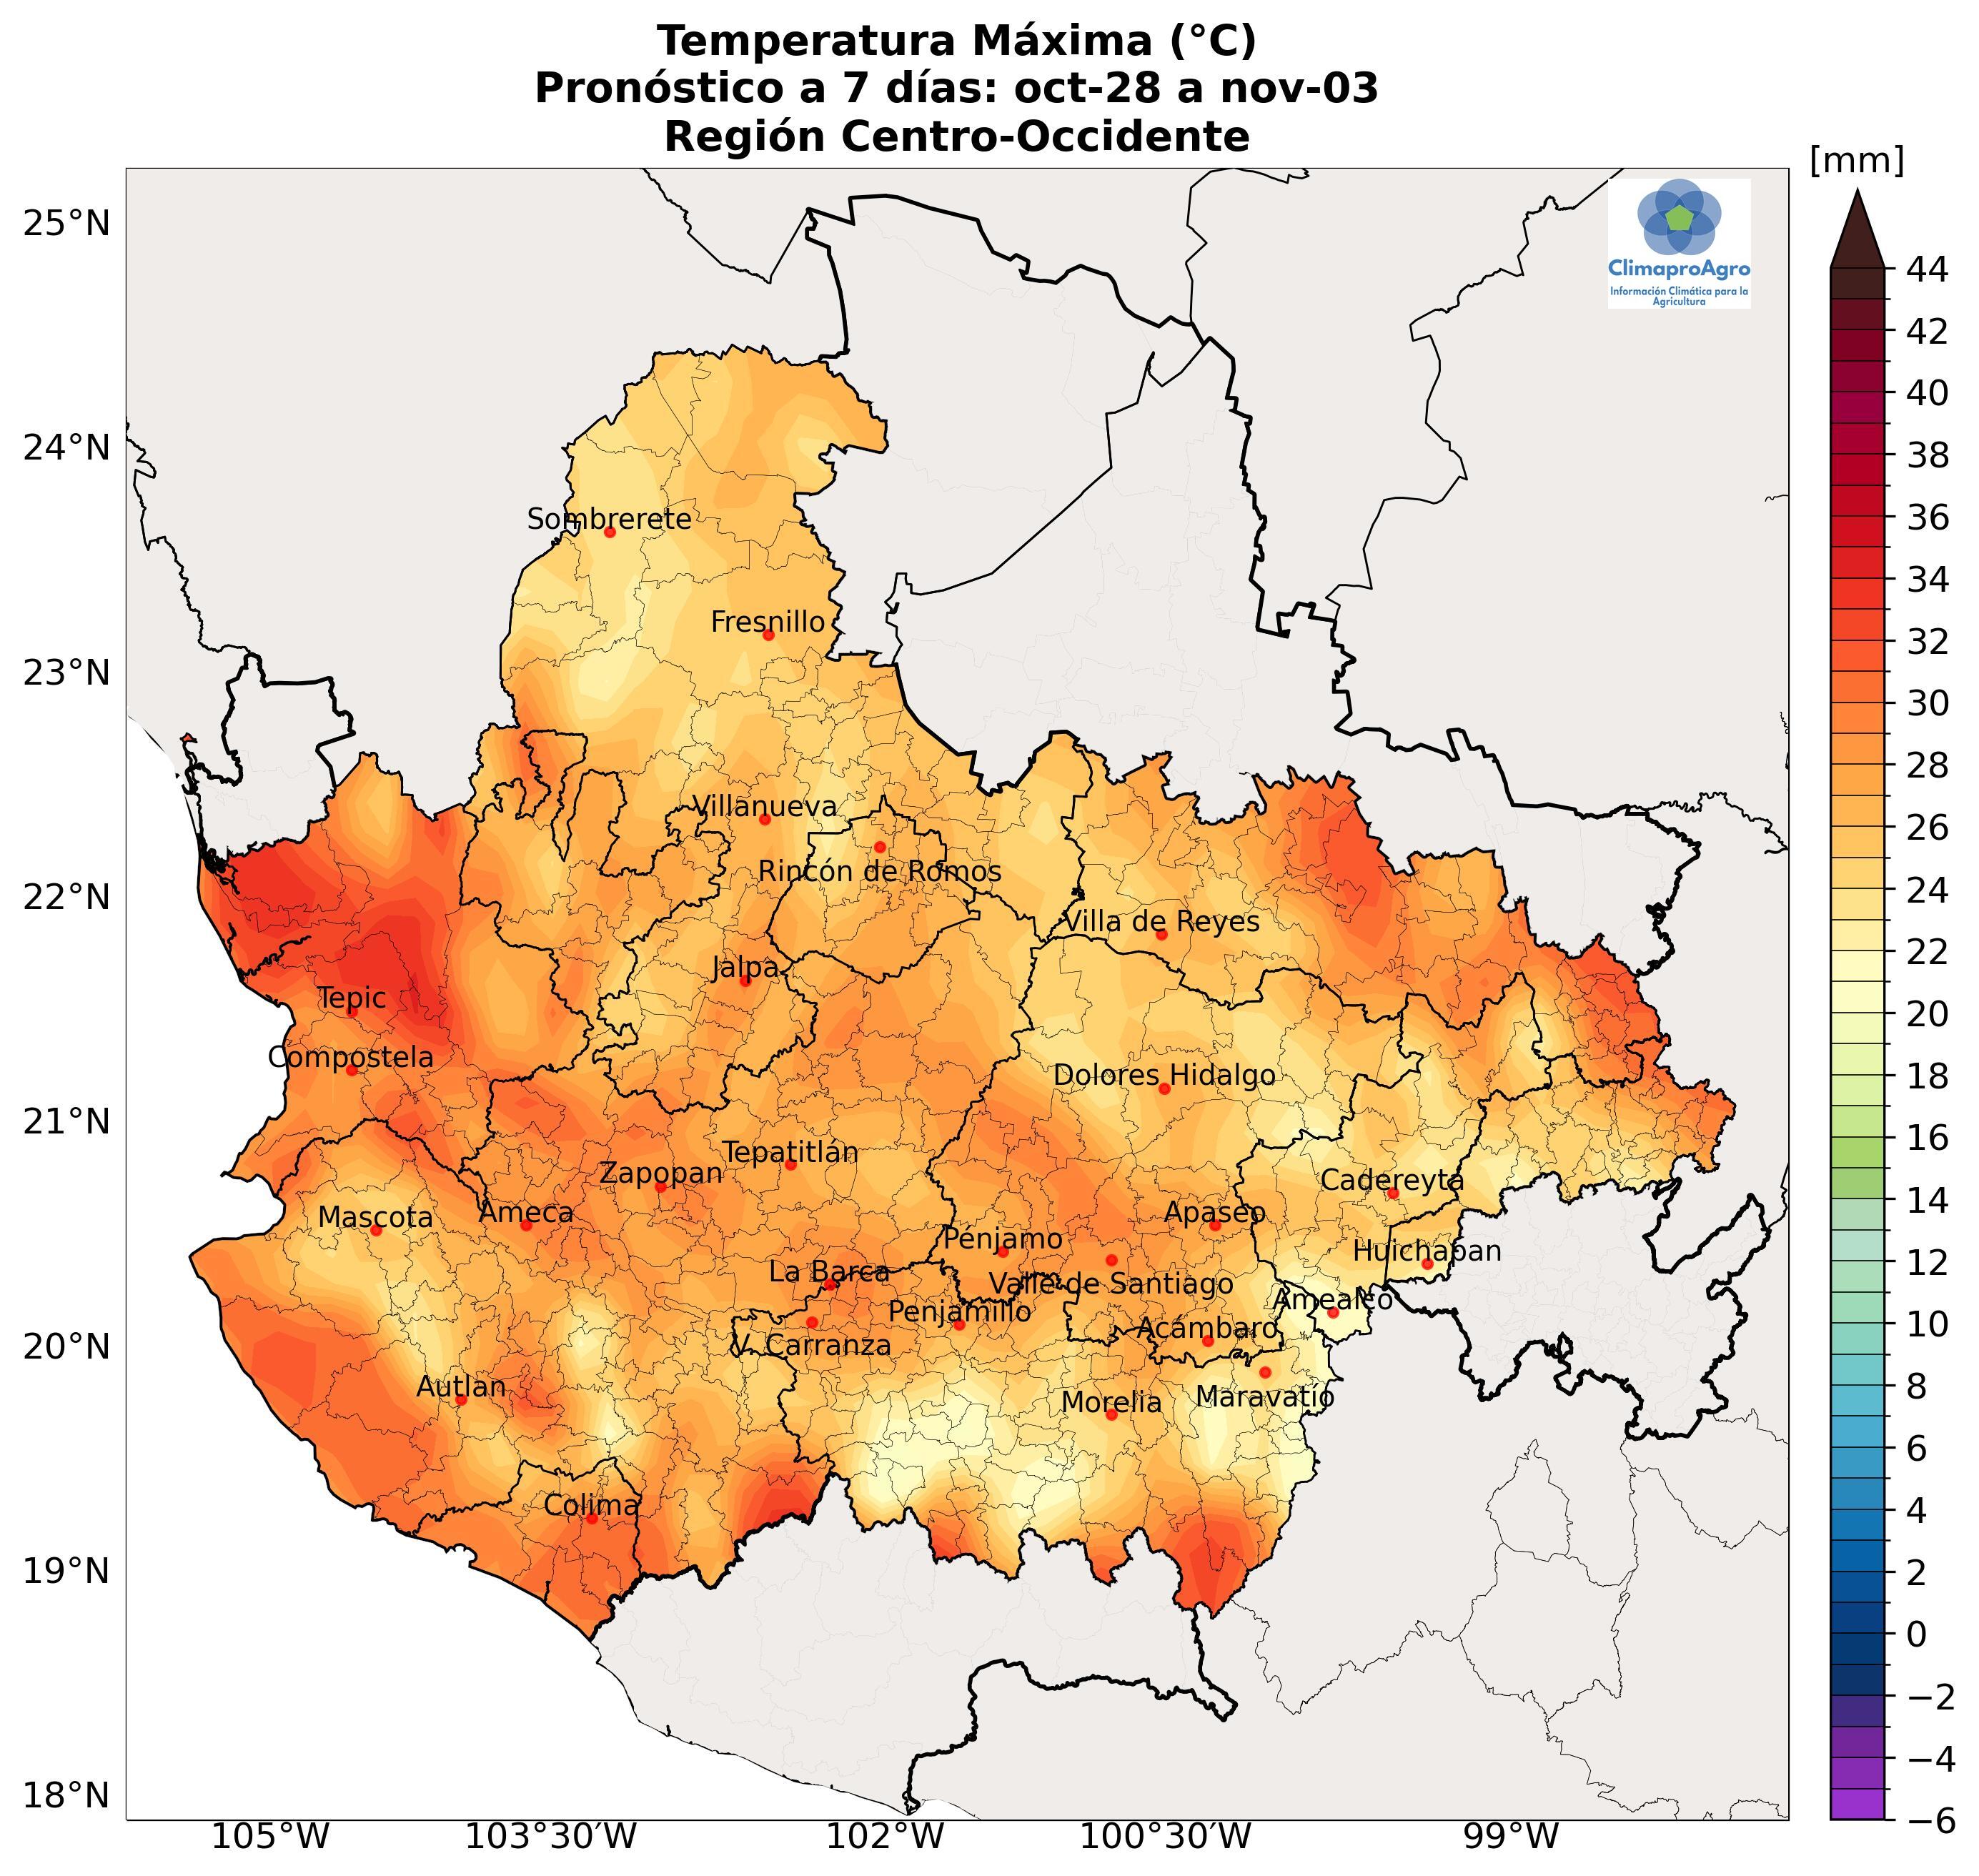 Temperatura Máxima (°C)
Pronóstico a 7 días: oct-28 a nov-03
Región Centro-Occidente
[mm]
25°N
24°N
23°N
22°N
21°N
20°N
19°N
18°N
105°W
103°30′W
102°W
100°30′W
99°W
ClimaproAgro
Información Climática para la
Agricultura
44
42
40
38
36
34
32
30
28
26
24
22
20
18
16
14
12
10
8
6
4
2
0
−2
−4
−6
Sombrerete
Fresnillo
Villanueva
Rincón de Romos
Villa de Reyes
Jalpa
Tepic
Compostela
Dolores Hidalgo
Tepatitlán
Zapopan
Cadereyta
Mascota
Ameca
Apaseo
Pénjamo
Huichapan
La Barca
Valle de Santiago
Amealco
Penjamillo
Acámbaro
V. Carranza
Autlan
Morelia
Maravatío
Colima